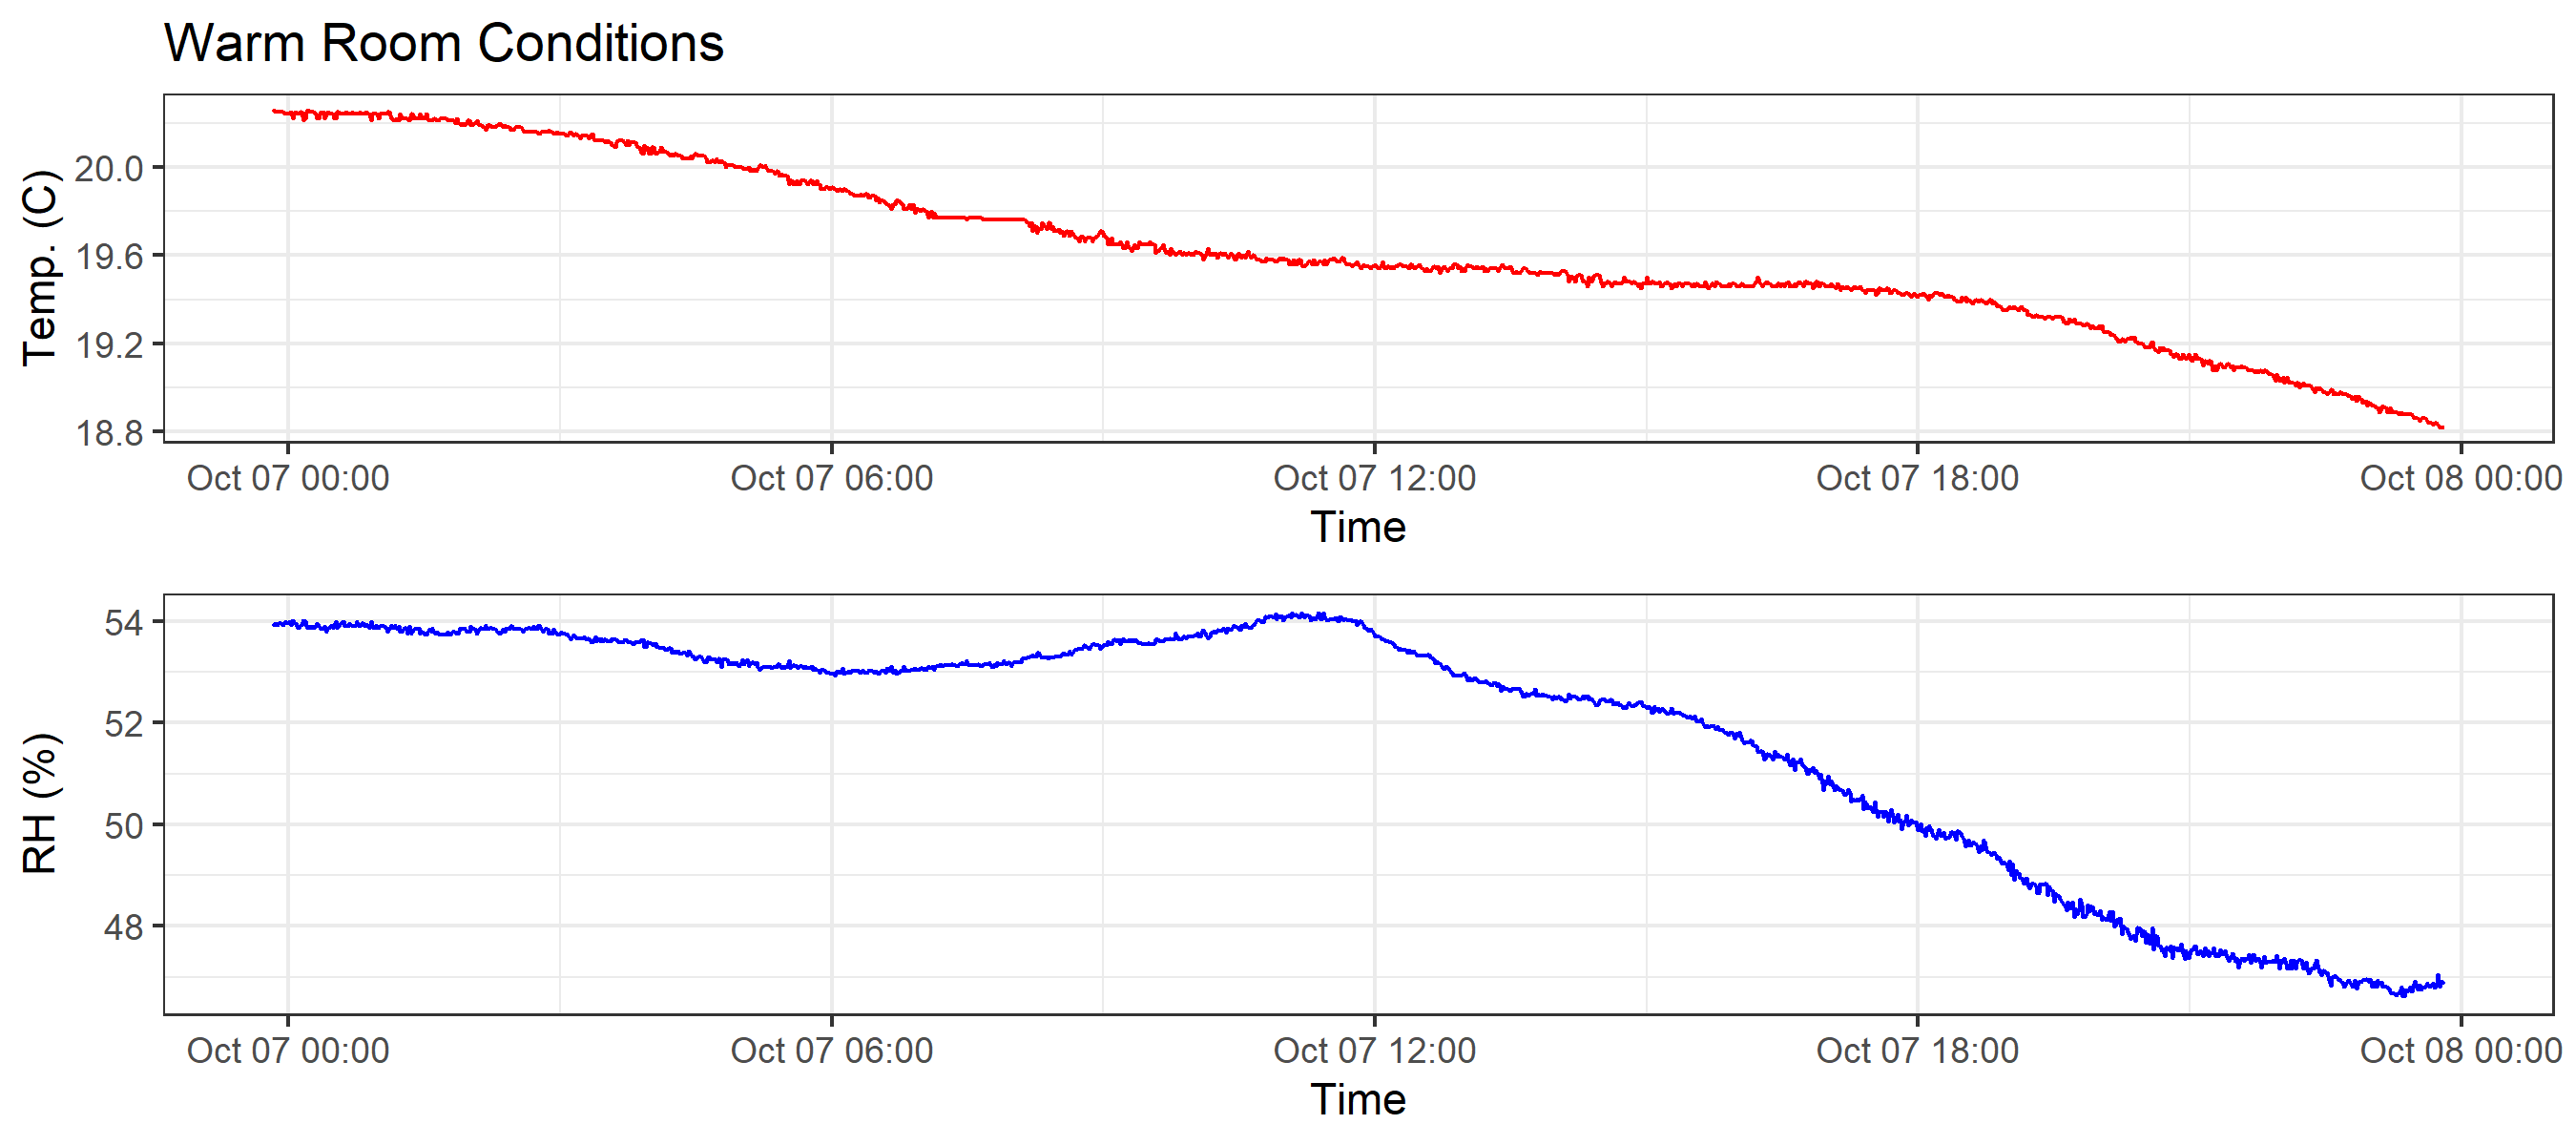 Warm Room Conditions
Temp. (C)
20.0
19.6
19.2
18.8
Oct 07 00:00 Oct 07 06:00 Oct 07 12:00 Oct 07 18:00 Oct 08 00:00
Time
RH (%)
54
52
50
48
Oct 07 00:00 Oct 07 06:00 Oct 07 12:00 Oct 07 18:00 Oct 08 00:00
Time